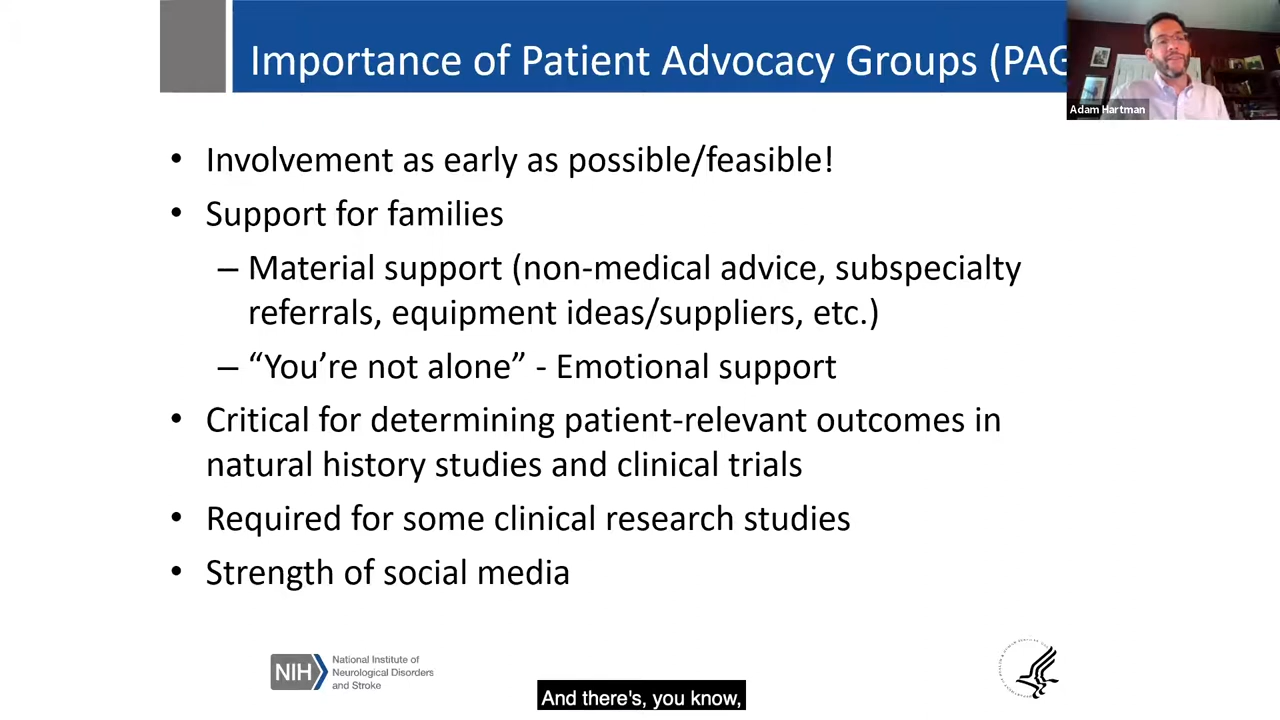 Importance of Patient Advocacy Groups (PAG
Adam Hartman
• Involvement as early as possible/feasible!
• Support for families
– Material support (non-medical advice, subspecialty
referrals, equipment ideas/suppliers, etc.)
– “You’re not alone” - Emotional support
• Critical for determining patient-relevant outcomes in
natural history studies and clinical trials
• Required for some clinical research studies
• Strength of social media
NIH
National Institute of
Neurological Disorders
and Stroke
And there's, you know,